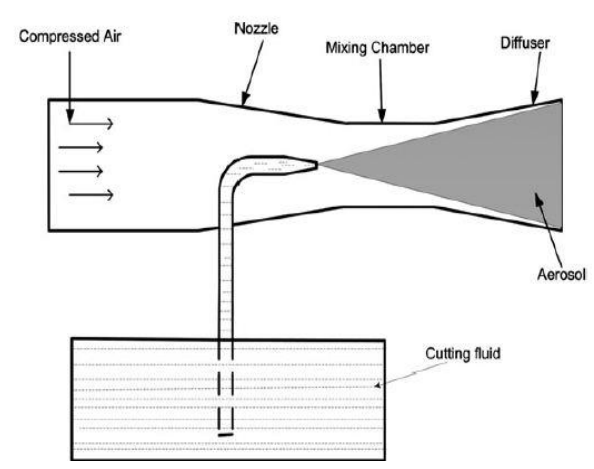 Compressed Air
Nozzle
Mixing Chamber
Diffuser
Aerosol
Cutting fluid